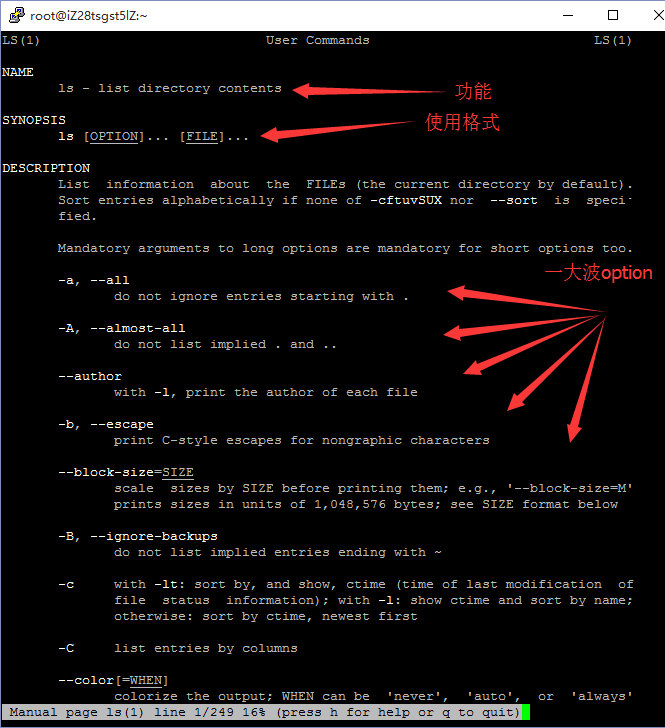 root@iZ28tsgst5lZ:~
LS(1) User Commands LS(1)
NAME
ls - list directory contents
功能
SYNOPSIS
使用格式
ls [OPTION]... [FILE]...
DESCRIPTION
List information about the FILEs (the current directory by default).
Sort entries alphabetically if none of -cftuvSUX nor --sort is speci-
fied.
Mandatory arguments to long options are mandatory for short options too.
一大波option
-a, --all
do not ignore entries starting with .
-A, --almost-all
do not list implied . and ..
--author
with -l, print the author of each file
-b, --escape
print C-style escapes for nongraphic characters
--block-size=SIZE
scale sizes by SIZE before printing them; e.g., '--block-size=M'
prints sizes in units of 1,048,576 bytes; see SIZE format below
-B, --ignore-backups
do not list implied entries ending with ~
-c with -lt: sort by, and show, ctime (time of last modification of
file status information); with -l: show ctime and sort by name;
otherwise: sort by ctime, newest first
-C list entries by columns
--color[=WHEN]
colorize the output; WHEN can be 'never', 'auto', or 'always'
Manual page ls(1) line 1/249 16% (press h for help or q to quit)